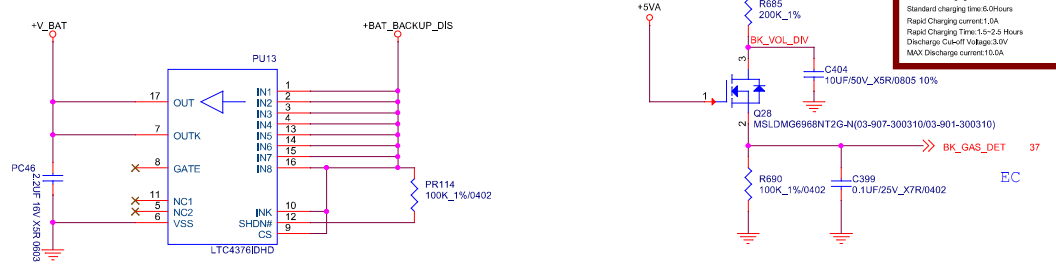 +V_BAT
+BAT_BACKUP_DIS
PU13
17 OUT IN1 1
IN2 2
IN3 3
7 OUTK IN4 4
IN5 13
IN6 14
IN7 15
8 GATE IN8 16
11 NC1
5 NC2 INK 10
6 VSS SHDN# 12
CS 9
LTC4376IDHD
PC46
2.2UF 16V X5R 0603
PR114
100K_1%/0402
+5VA
R685
200K_1%
BK_VOL_DIV
3
C404
10UF/50V_X5R/0805 10%
1
Q28
2
MSLDMG6968NT2G-N(03-907-300310/03-901-300310)
BK_GAS_DET 37
EC
R690
100K_1%/0402
C399
0.1UF/25V_X7R/0402
Standard charging time:6.0Hours
Rapid Charging current:1.0A
Rapid Charging Time:1.5~2.5 Hours
Discharge Cut-off Voltage:3.0V
MAX Discharge current:10.0A